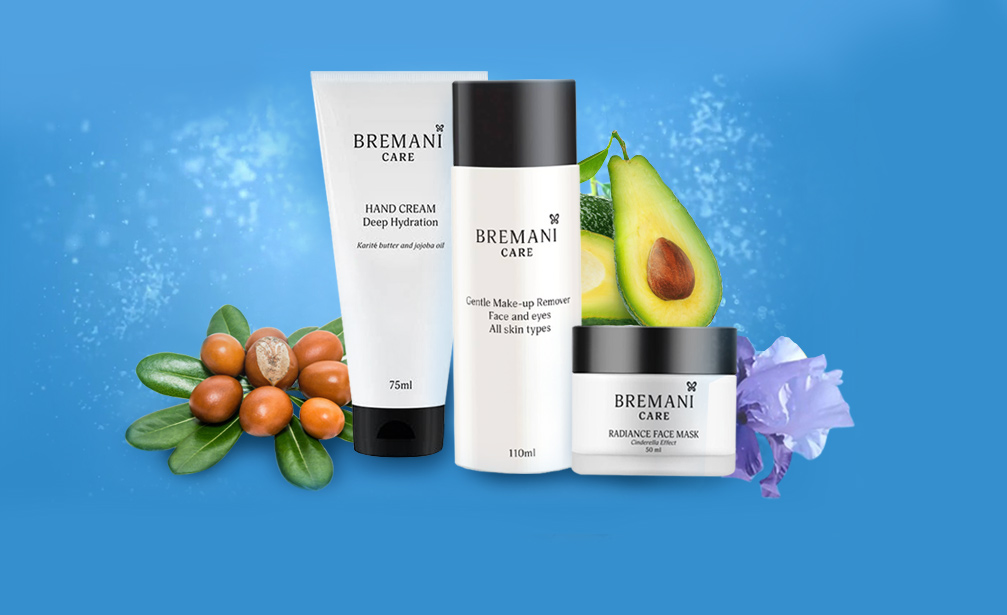 BREMANI
CARE
HAND CREAM
Deep Hydration
Karité butter and jojoba oil
75ml
BREMANI
CARE
Gentle Make-up Remover
Face and eyes
All skin types
110ml
BREMANI
CARE
RADIANCE FACE MASK
Cinderella Effect
50 ml